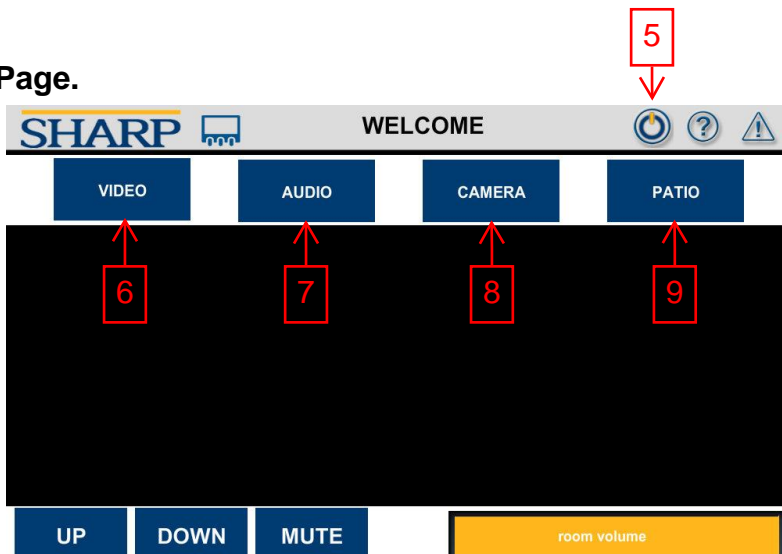 5
Page.
SHARP WELCOME ?
VIDEO AUDIO CAMERA PATIO
6 7 8 9
UP DOWN MUTE room volume